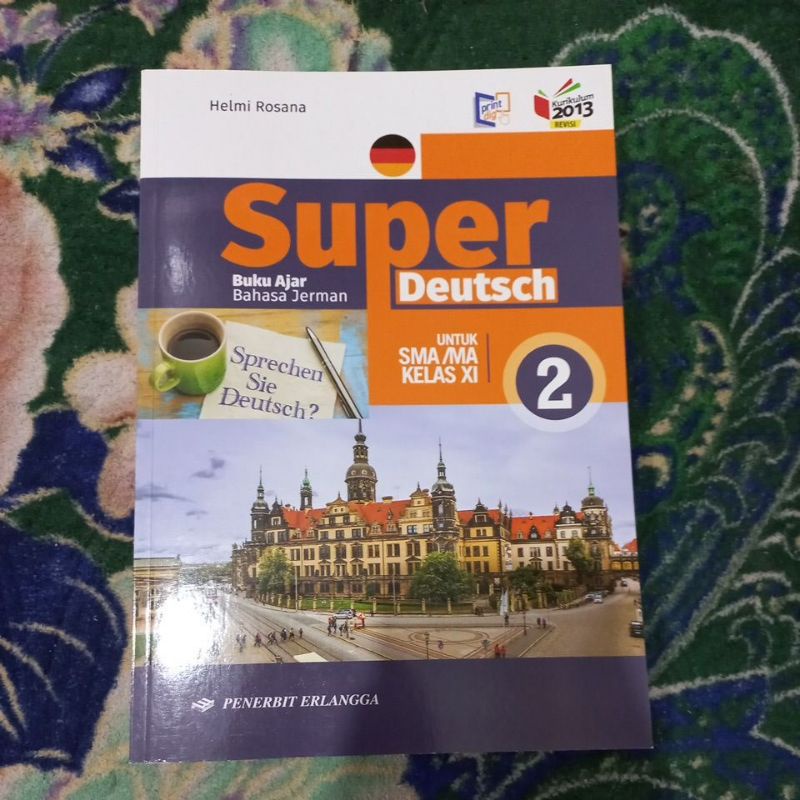 Helmi Rosana
print
dig
Kurikulum
2013
REVISI
Super
Deutsch
Buku Ajar
Bahasa Jerman
UNTUK
SMA/MA
KELAS XI
2
Sprechen
Sie
Deutsch?
PENERBIT ERLANGGA